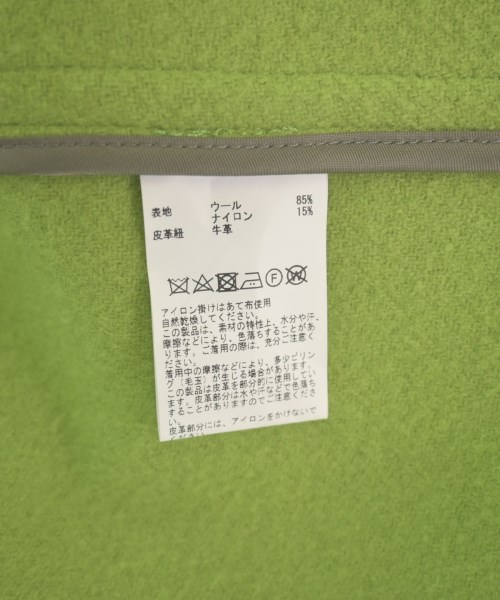 表地 ウール 85%
ナイロン 15%
皮革紐 牛革
F W
アイロン掛けはあて布使用
自然乾燥してください。
この製品は、素材の特性上、水分や汗、
摩擦などにより、色落ちすることがあ
ります。ご着用の際は、充分ご注意く
ださい。
着用中の摩擦などにより、多少ピリン
グ（毛玉）が生じる場合があります。
この製品は皮革を部分的に使用してい
ます。皮革部分は水や汗などで色落ち
することがありますのでご注意くださ
い。
皮革部分には、アイロンをかけないで
ください